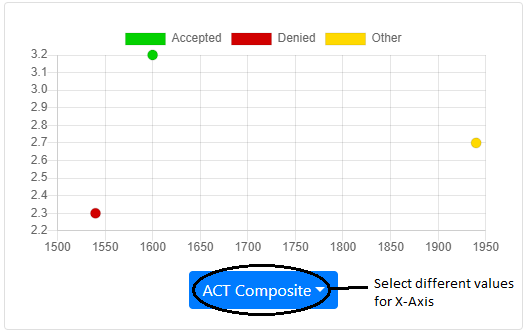 Accepted Denied Other
3.2
3.1
3.0
2.9
2.8
2.7
2.6
2.5
2.4
2.3
2.2
1500 1550 1600 1650 1700 1750 1800 1850 1900 1950
ACT Composite
Select different values
for X-Axis